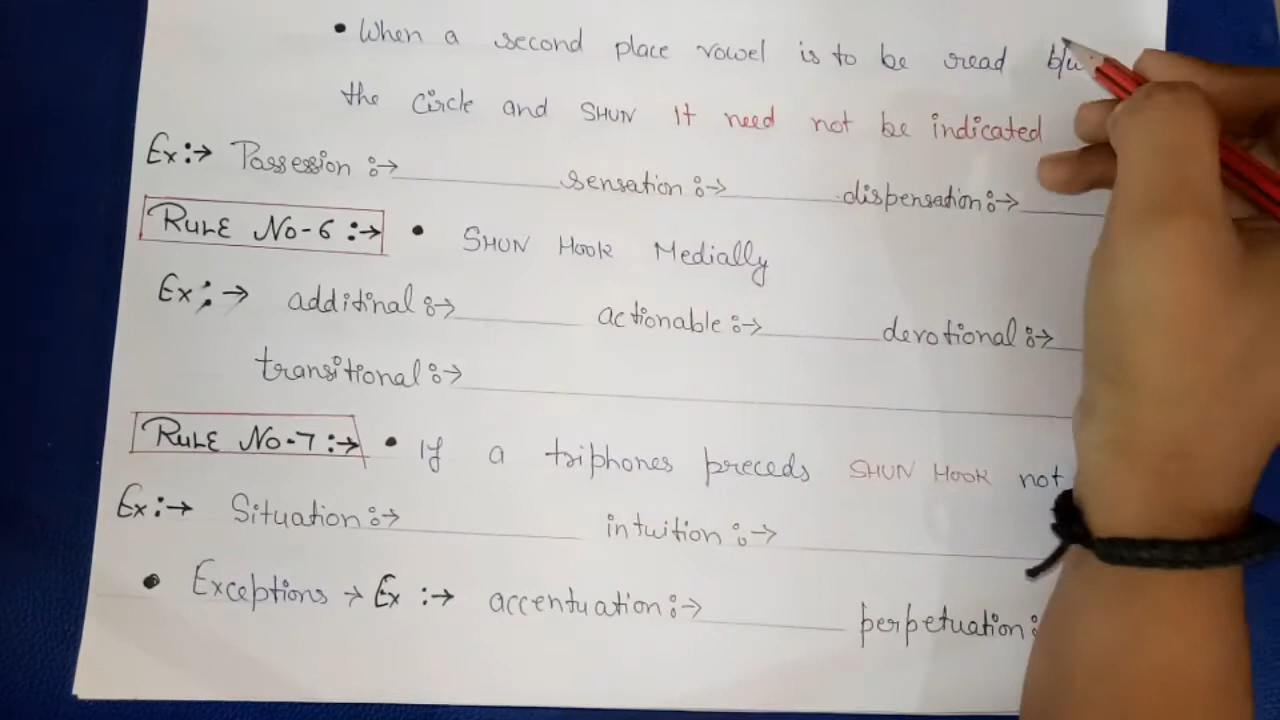 • When a second place vowel is to be read b/w
the Circle and SHUN It need not be indicated
Ex:→ Possession :→ sensation :→ dispensation :→
RULE No-6 :→ • SHUN HOOK Medially
Ex:→ additinal :→ actionable :→ devotional :→
transitional :→
RULE No-7 :→ • If a triphones preceds SHUN HOOK not
Ex:→ Situation :→ intuition :→
• Exceptions → Ex :→ accentuation :→ perpetuation :